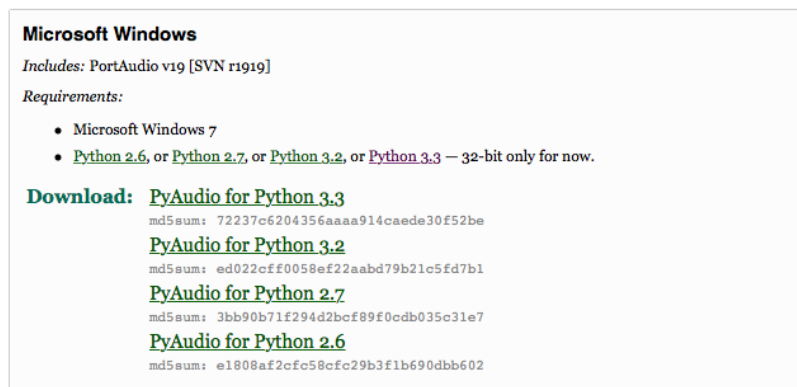 Microsoft Windows
Includes: PortAudio v19 [SVN r1919]
Requirements:
• Microsoft Windows 7
• Python 2.6, or Python 2.7, or Python 3.2, or Python 3.3 — 32-bit only for now.
Download: PyAudio for Python 3.3
md5sum: 72237c6204356aaaa914caede30f52be
PyAudio for Python 3.2
md5sum: ed022cff0058ef22aabd79b21c5fd7b1
PyAudio for Python 2.7
md5sum: 3bb90b71f294d2bcf89f0cdb035c31e7
PyAudio for Python 2.6
md5sum: e1808af2cfc58cfc29b3f1b690dbb602